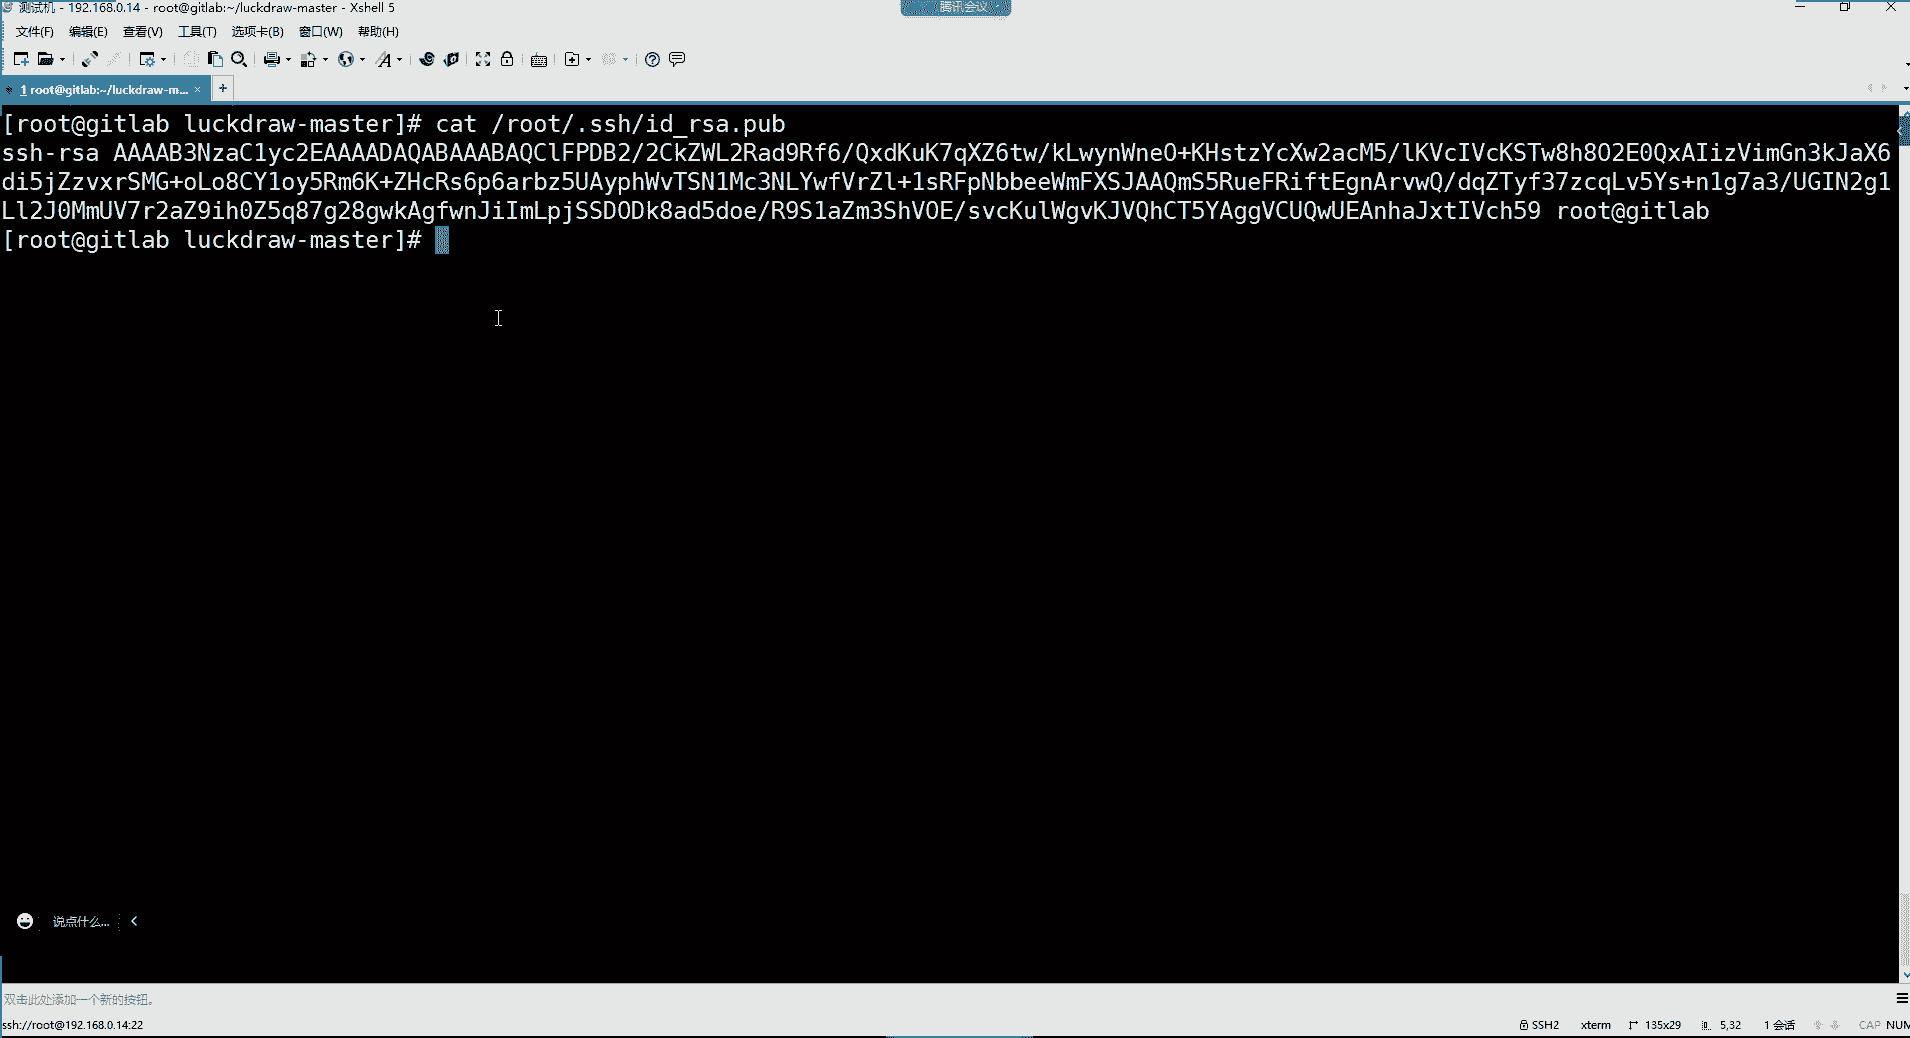 测试机 - 192.168.0.14 - root@gitlab:~/luckdraw-master - Xshell 5
腾讯会议
文件(F) 编辑(E) 查看(V) 工具(T) 选项卡(B) 窗口(W) 帮助(H)
1 root@gitlab:~/luckdraw-m... × +
[root@gitlab luckdraw-master]# cat /root/.ssh/id_rsa.pub
ssh-rsa AAAAB3NzaC1yc2EAAAADAQABAAABAQClFPDB2/2CkZWL2Rad9Rf6/QxdKuK7qXZ6tw/kLwynWneO+KHstzYcXw2acM5/lKVcIVcKSTw8h8O2E0QxAIizVimGn3kJaX6
di5jZzvxrSMG+oLo8CY1oy5Rm6K+ZHcRs6p6arbz5UAyphWvTSN1Mc3NLYwfVrZl+1sRFpNbbeeWmFXSJAAQmS5RueFRiftEgnArvwQ/dqZTyf37zcqLv5Ys+n1g7a3/UGIN2g1
Ll2J0MmUV7r2aZ9ih0Z5q87g28gwkAgfwnJiImLpjSSDODk8ad5doe/R9S1aZm3ShVOE/svcKulWgvKJVQhCT5YAggVCUQwUEAnhaJxtIVch59 root@gitlab
[root@gitlab luckdraw-master]#
说点什么...
双击此处添加一个新的按钮。
ssh://root@192.168.0.14:22 SSH2 xterm 135x29 5,32 1 会话 CAP NUM